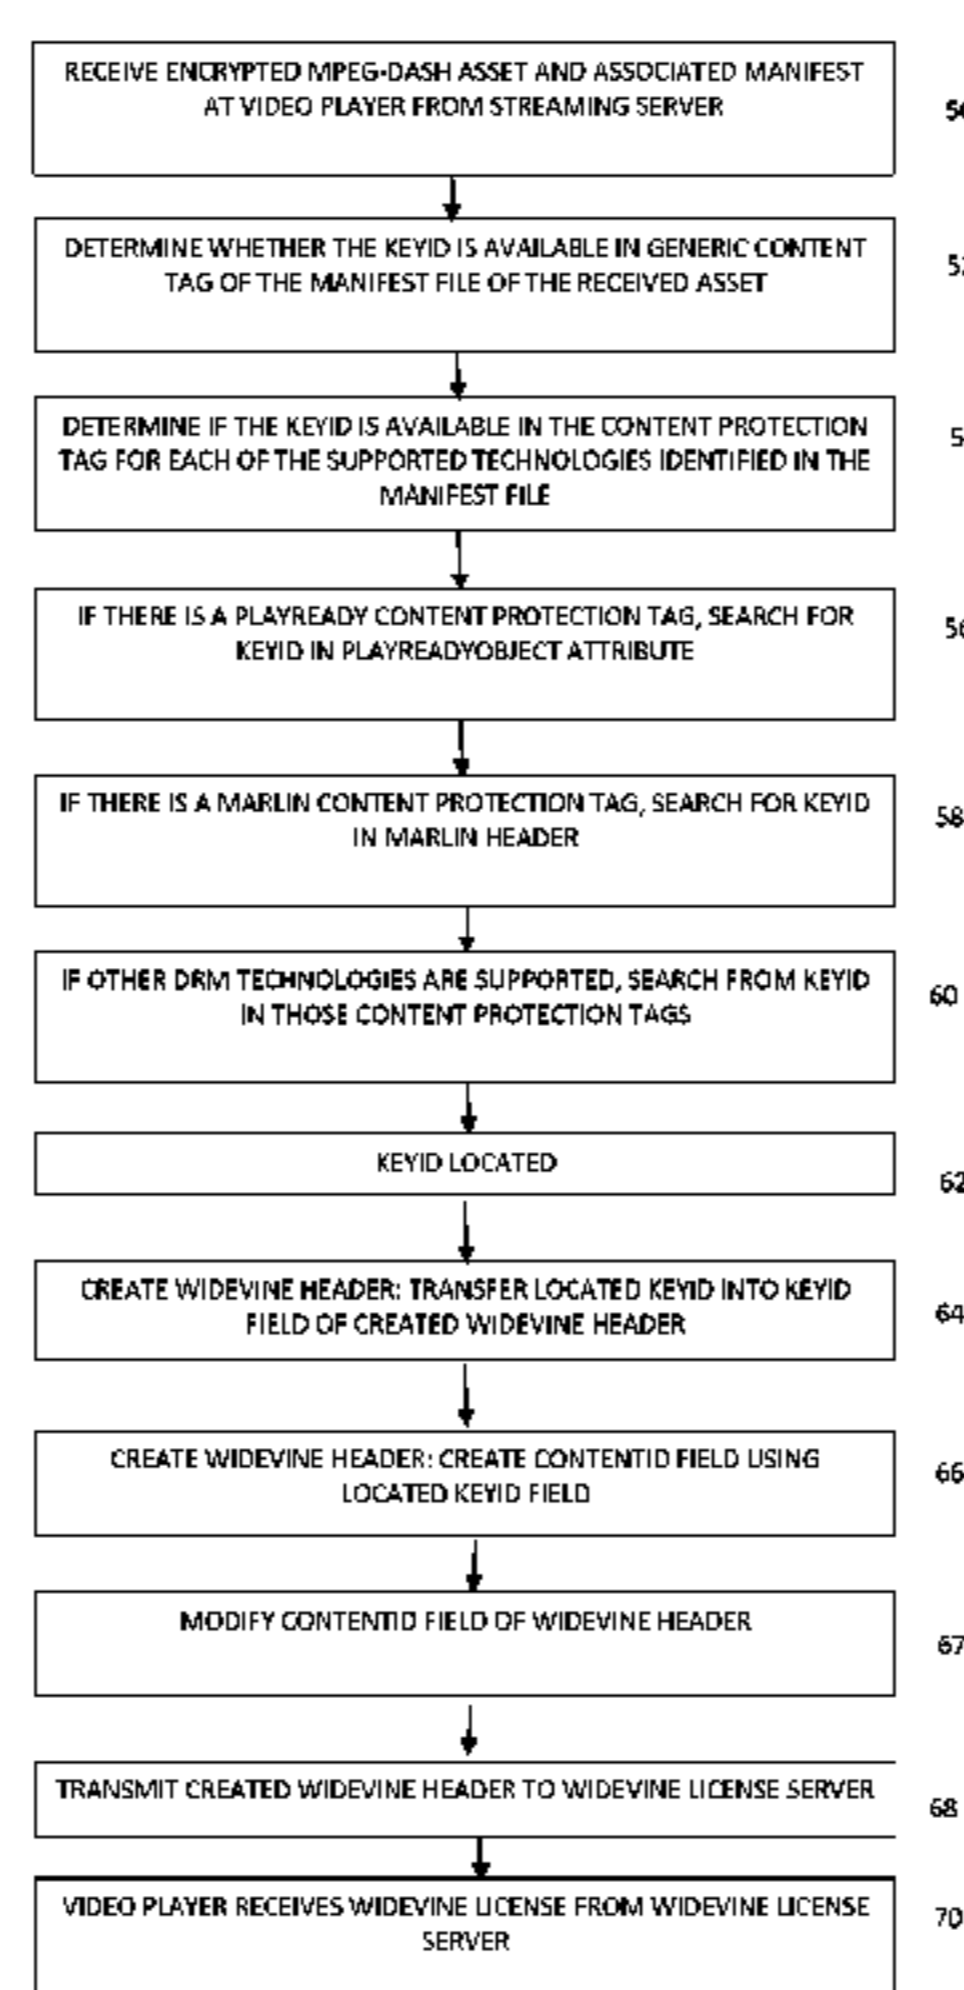 RECEIVE ENCRYPTED MPEG-DASH ASSET AND ASSOCIATED MANIFEST
AT VIDEO PLAYER FROM STREAMING SERVER
DETERMINE WHETHER THE KEYID IS AVAILABLE IN GENERIC CONTENT
TAG OF THE MANIFEST FILE OF THE RECEIVED ASSET
DETERMINE IF THE KEYID IS AVAILABLE IN THE CONTENT PROTECTION
TAG FOR EACH OF THE SUPPORTED TECHNOLOGIES IDENTIFIED IN THE
MANIFEST FILE
IF THERE IS A PLAYREADY CONTENT PROTECTION TAG, SEARCH FOR
KEYID IN PLAYREADYOBJECT ATTRIBUTE
56
IF THERE IS A MARLIN CONTENT PROTECTION TAG, SEARCH FOR KEYID
IN MARLIN HEADER
58
IF OTHER DRM TECHNOLOGIES ARE SUPPORTED, SEARCH FROM KEYID
IN THOSE CONTENT PROTECTION TAGS
60
KEYID LOCATED
62
CREATE WIDEVINE HEADER: TRANSFER LOCATED KEYID INTO KEYID
FIELD OF CREATED WIDEVINE HEADER
64
CREATE WIDEVINE HEADER: CREATE CONTENTID FIELD USING
LOCATED KEYID FIELD
66
MODIFY CONTENTID FIELD OF WIDEVINE HEADER
67
TRANSMIT CREATED WIDEVINE HEADER TO WIDEVINE LICENSE SERVER
68
VIDEO PLAYER RECEIVES WIDEVINE LICENSE FROM WIDEVINE LICENSE
SERVER
70